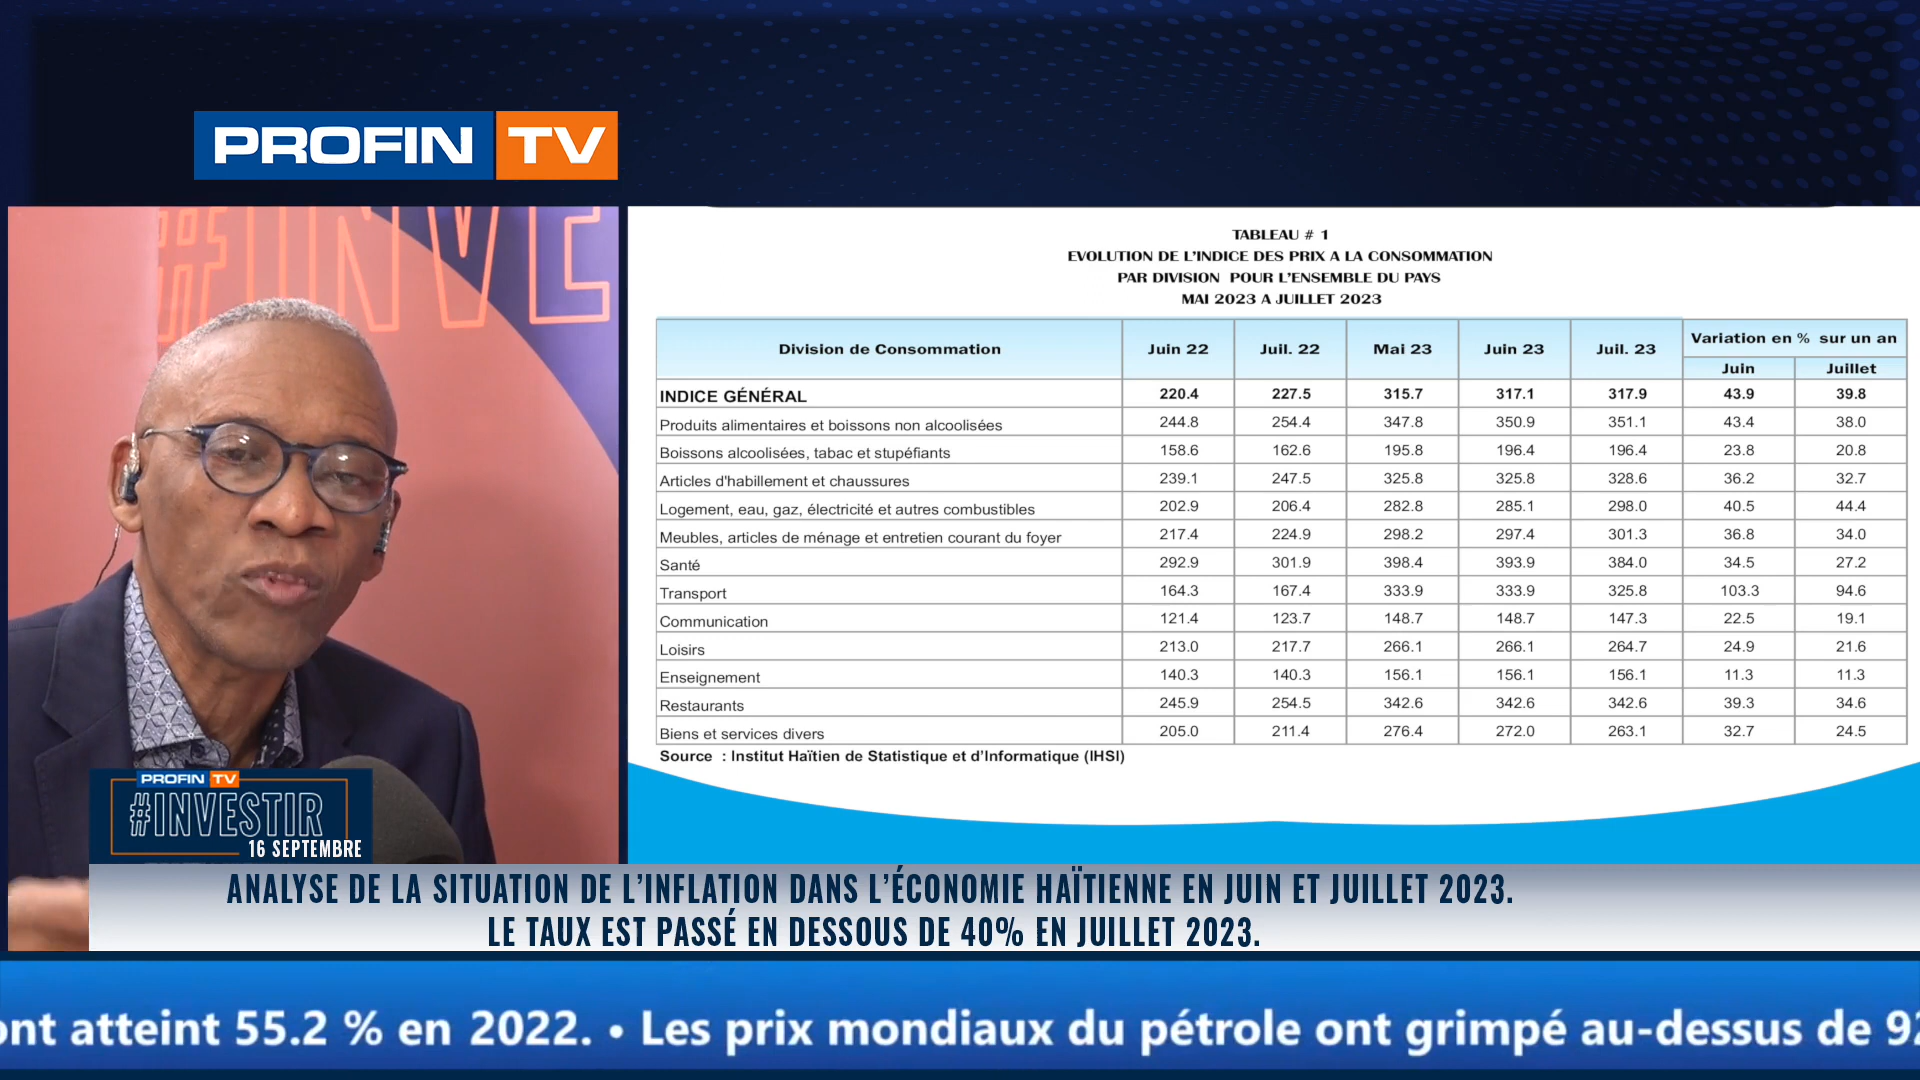 PROFIN TV
#INVE
TABLEAU # 1
EVOLUTION DE L'INDICE DES PRIX A LA CONSOMMATION
PAR DIVISION POUR L'ENSEMBLE DU PAYS
MAI 2023 A JUILLET 2023
Division de Consommation Juin 22 Juil. 22 Mai 23 Juin 23 Juil. 23 Variation en % sur un an
Juin Juillet
INDICE GÉNÉRAL 220.4 227.5 315.7 317.1 317.9 43.9 39.8
Produits alimentaires et boissons non alcoolisées 244.8 254.4 347.8 350.9 351.1 43.4 38.0
Boissons alcoolisées, tabac et stupéfiants 158.6 162.6 195.8 196.4 196.4 23.8 20.8
Articles d'habillement et chaussures 239.1 247.5 325.8 325.8 328.6 36.2 32.7
Logement, eau, gaz, électricité et autres combustibles 202.9 206.4 282.8 285.1 298.0 40.5 44.4
Meubles, articles de ménage et entretien courant du foyer 217.4 224.9 298.2 297.4 301.3 36.8 34.0
Santé 292.9 301.9 398.4 393.9 384.0 34.5 27.2
Transport 164.3 167.4 333.9 333.9 325.8 103.3 94.6
Communication 121.4 123.7 148.7 148.7 147.3 22.5 19.1
Loisirs 213.0 217.7 266.1 266.1 264.7 24.9 21.6
Enseignement 140.3 140.3 156.1 156.1 156.1 11.3 11.3
Restaurants 245.9 254.5 342.6 342.6 342.6 39.3 34.6
Biens et services divers 205.0 211.4 276.4 272.0 263.1 32.7 24.5
Source : Institut Haïtien de Statistique et d'Informatique (IHSI)
PROFIN TV
#INVESTIR
16 SEPTEMBRE
ANALYSE DE LA SITUATION DE L'INFLATION DANS L'ÉCONOMIE HAÏTIENNE EN JUIN ET JUILLET 2023.
LE TAUX EST PASSÉ EN DESSOUS DE 40% EN JUILLET 2023.
ont atteint 55.2 % en 2022. • Les prix mondiaux du pétrole ont grimpé au-dessus de 92